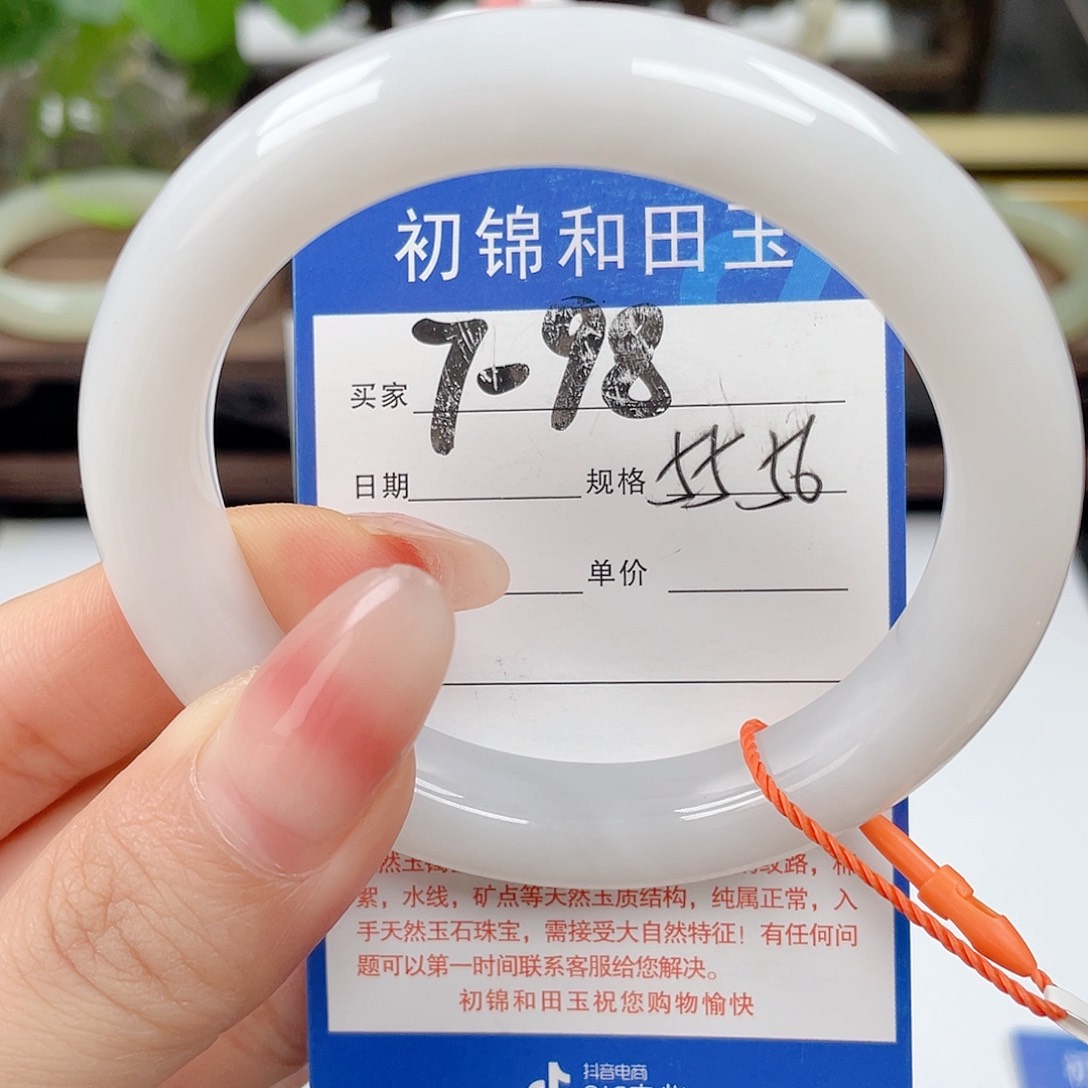 初锦和田玉
买家 7-98
日期 规格 55 56
单价
絮，水线，矿点等天然玉质结构，纯属正常，入
手天然玉石珠宝，需接受大自然特征！有任何问
题可以第一时间联系客服给您解决。
初锦和田玉祝您购物愉快
抖音电商